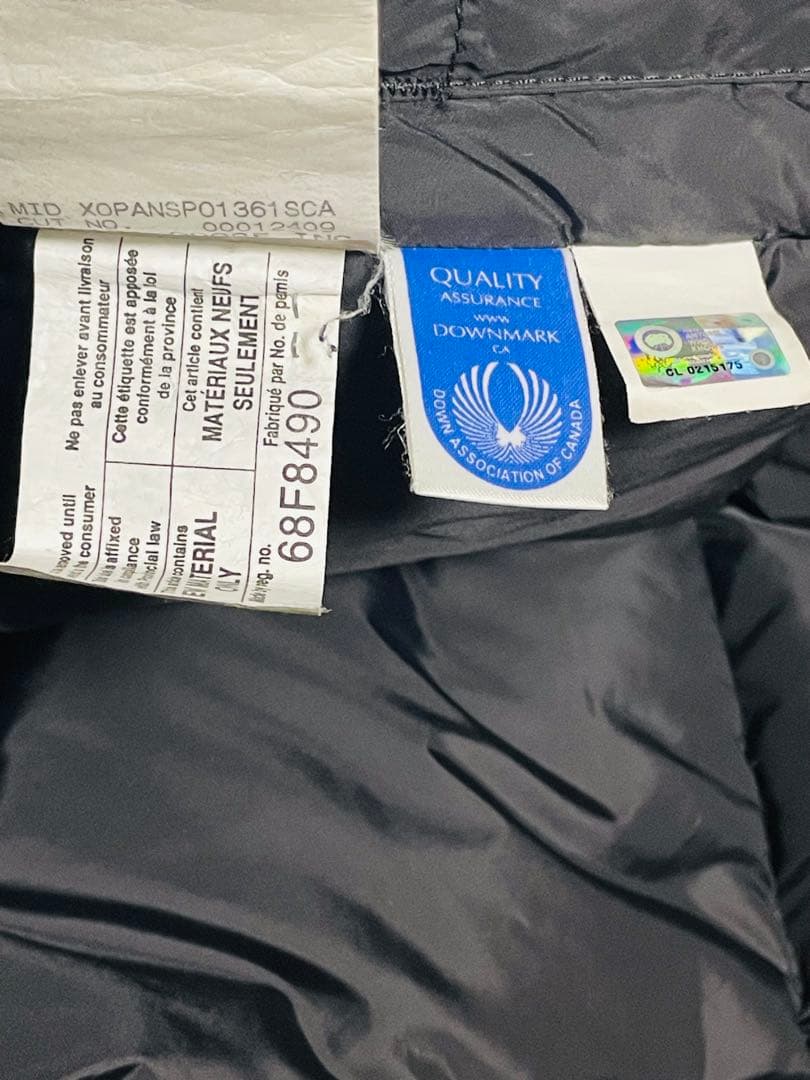 MID XOPANSP01361SCA
CUT NO. 00012409
Ne pas enlever avant livraison
au consommateur
Cette étiquette est apposée
conformément à la loi
de la province
Cet article contient
MATÉRIAUX NEUFS
SEULEMENT
Fabriqué par No. de permis
until
consumer
affixed
law
contains
MATERIAL
ONLY
reg. no.
68F8490
QUALITY
ASSURANCE
www
DOWNMARK
CA
DOWN ASSOCIATION OF CANADA
CL 0215175